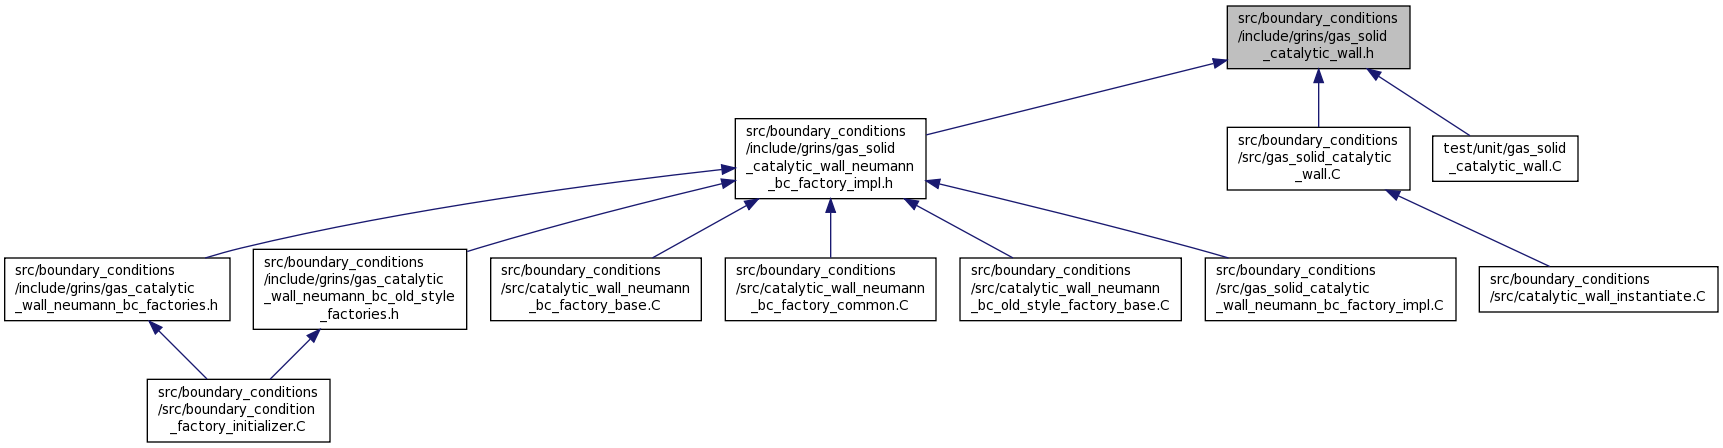 src/boundary_conditions
/include/grins/gas_solid
_catalytic_wall.h
src/boundary_conditions
/include/grins/gas_solid
_catalytic_wall_neumann
_bc_factory_impl.h
src/boundary_conditions
/src/gas_solid_catalytic
_wall.C
test/unit/gas_solid
_catalytic_wall.C
src/boundary_conditions
/include/grins/gas_catalytic
_wall_neumann_bc_factories.h
src/boundary_conditions
/include/grins/gas_catalytic
_wall_neumann_bc_old_style
_factories.h
src/boundary_conditions
/src/catalytic_wall_neumann
_bc_factory_base.C
src/boundary_conditions
/src/catalytic_wall_neumann
_bc_factory_common.C
src/boundary_conditions
/src/catalytic_wall_neumann
_bc_old_style_factory_base.C
src/boundary_conditions
/src/gas_solid_catalytic
_wall_neumann_bc_factory_impl.C
src/boundary_conditions
/src/catalytic_wall_instantiate.C
src/boundary_conditions
/src/boundary_condition
_factory_initializer.C